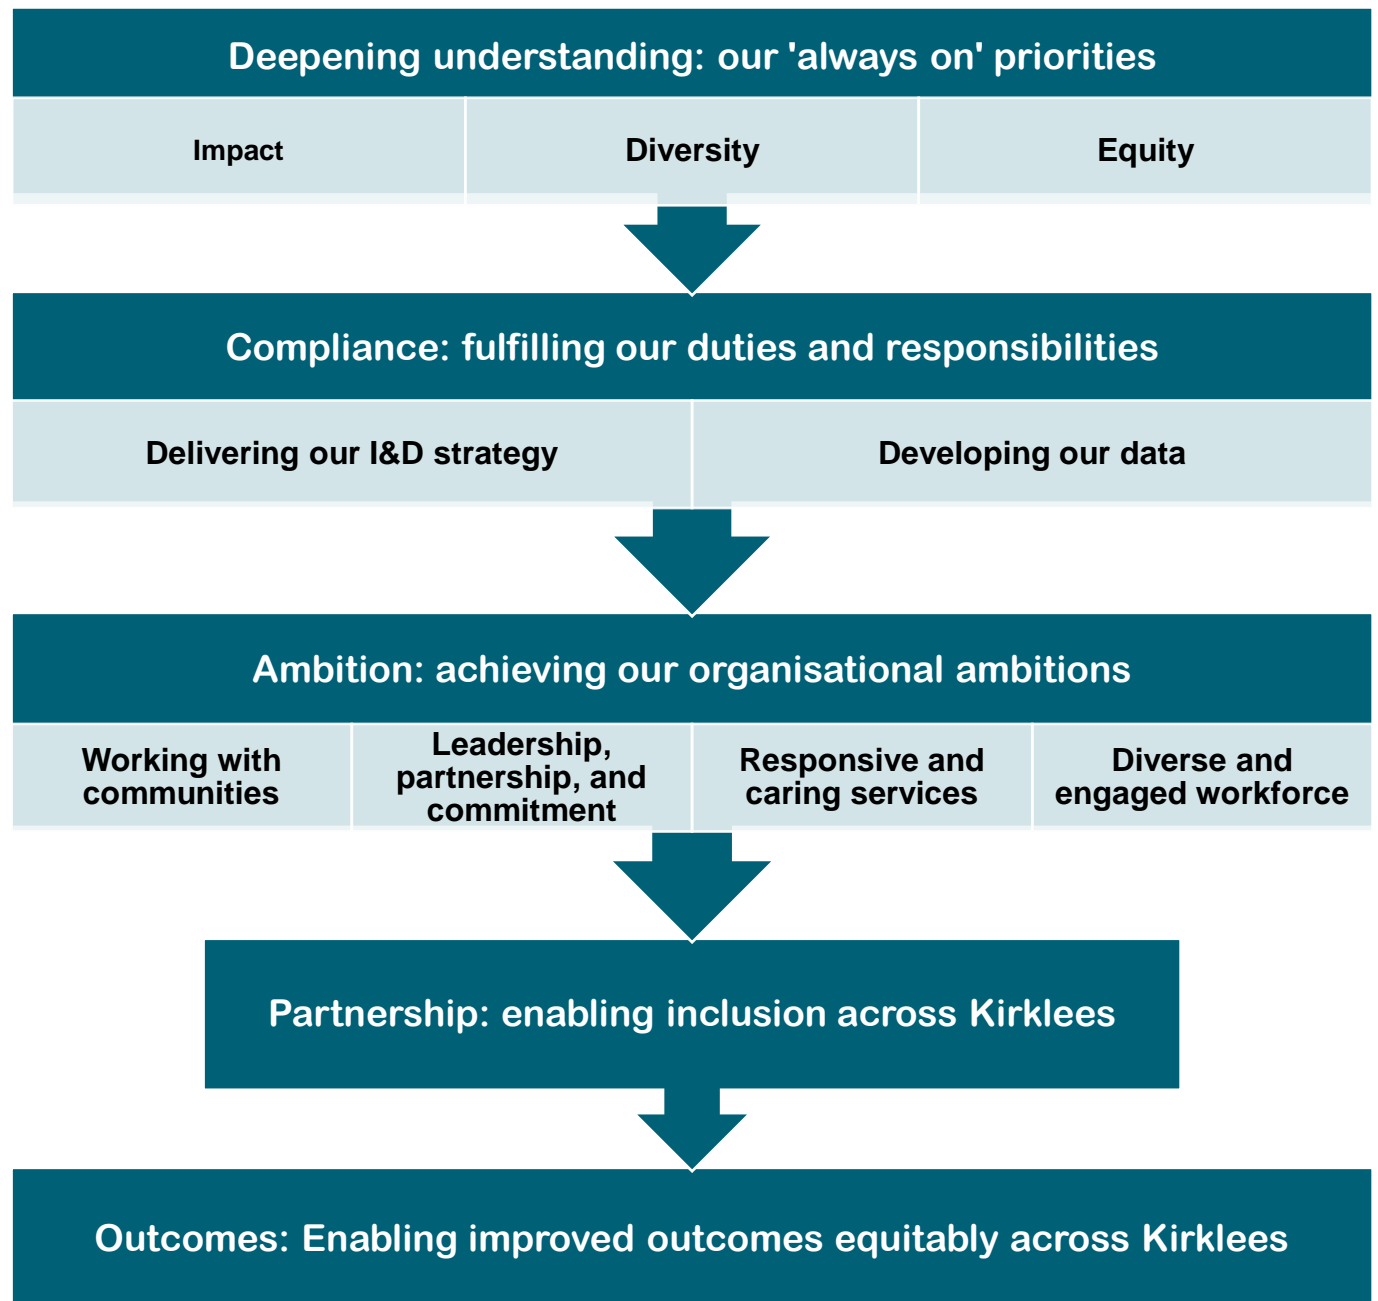 Deepening understanding: our 'always on' priorities
Impact
Diversity
Equity
Compliance: fulfilling our duties and responsibilities
Delivering our I&D strategy
Developing our data
Ambition: achieving our organisational ambitions
Working with
communities
Leadership,
partnership, and
commitment
Responsive and
caring services
Diverse and
engaged workforce
Partnership: enabling inclusion across Kirklees
Outcomes: Enabling improved outcomes equitably across Kirklees